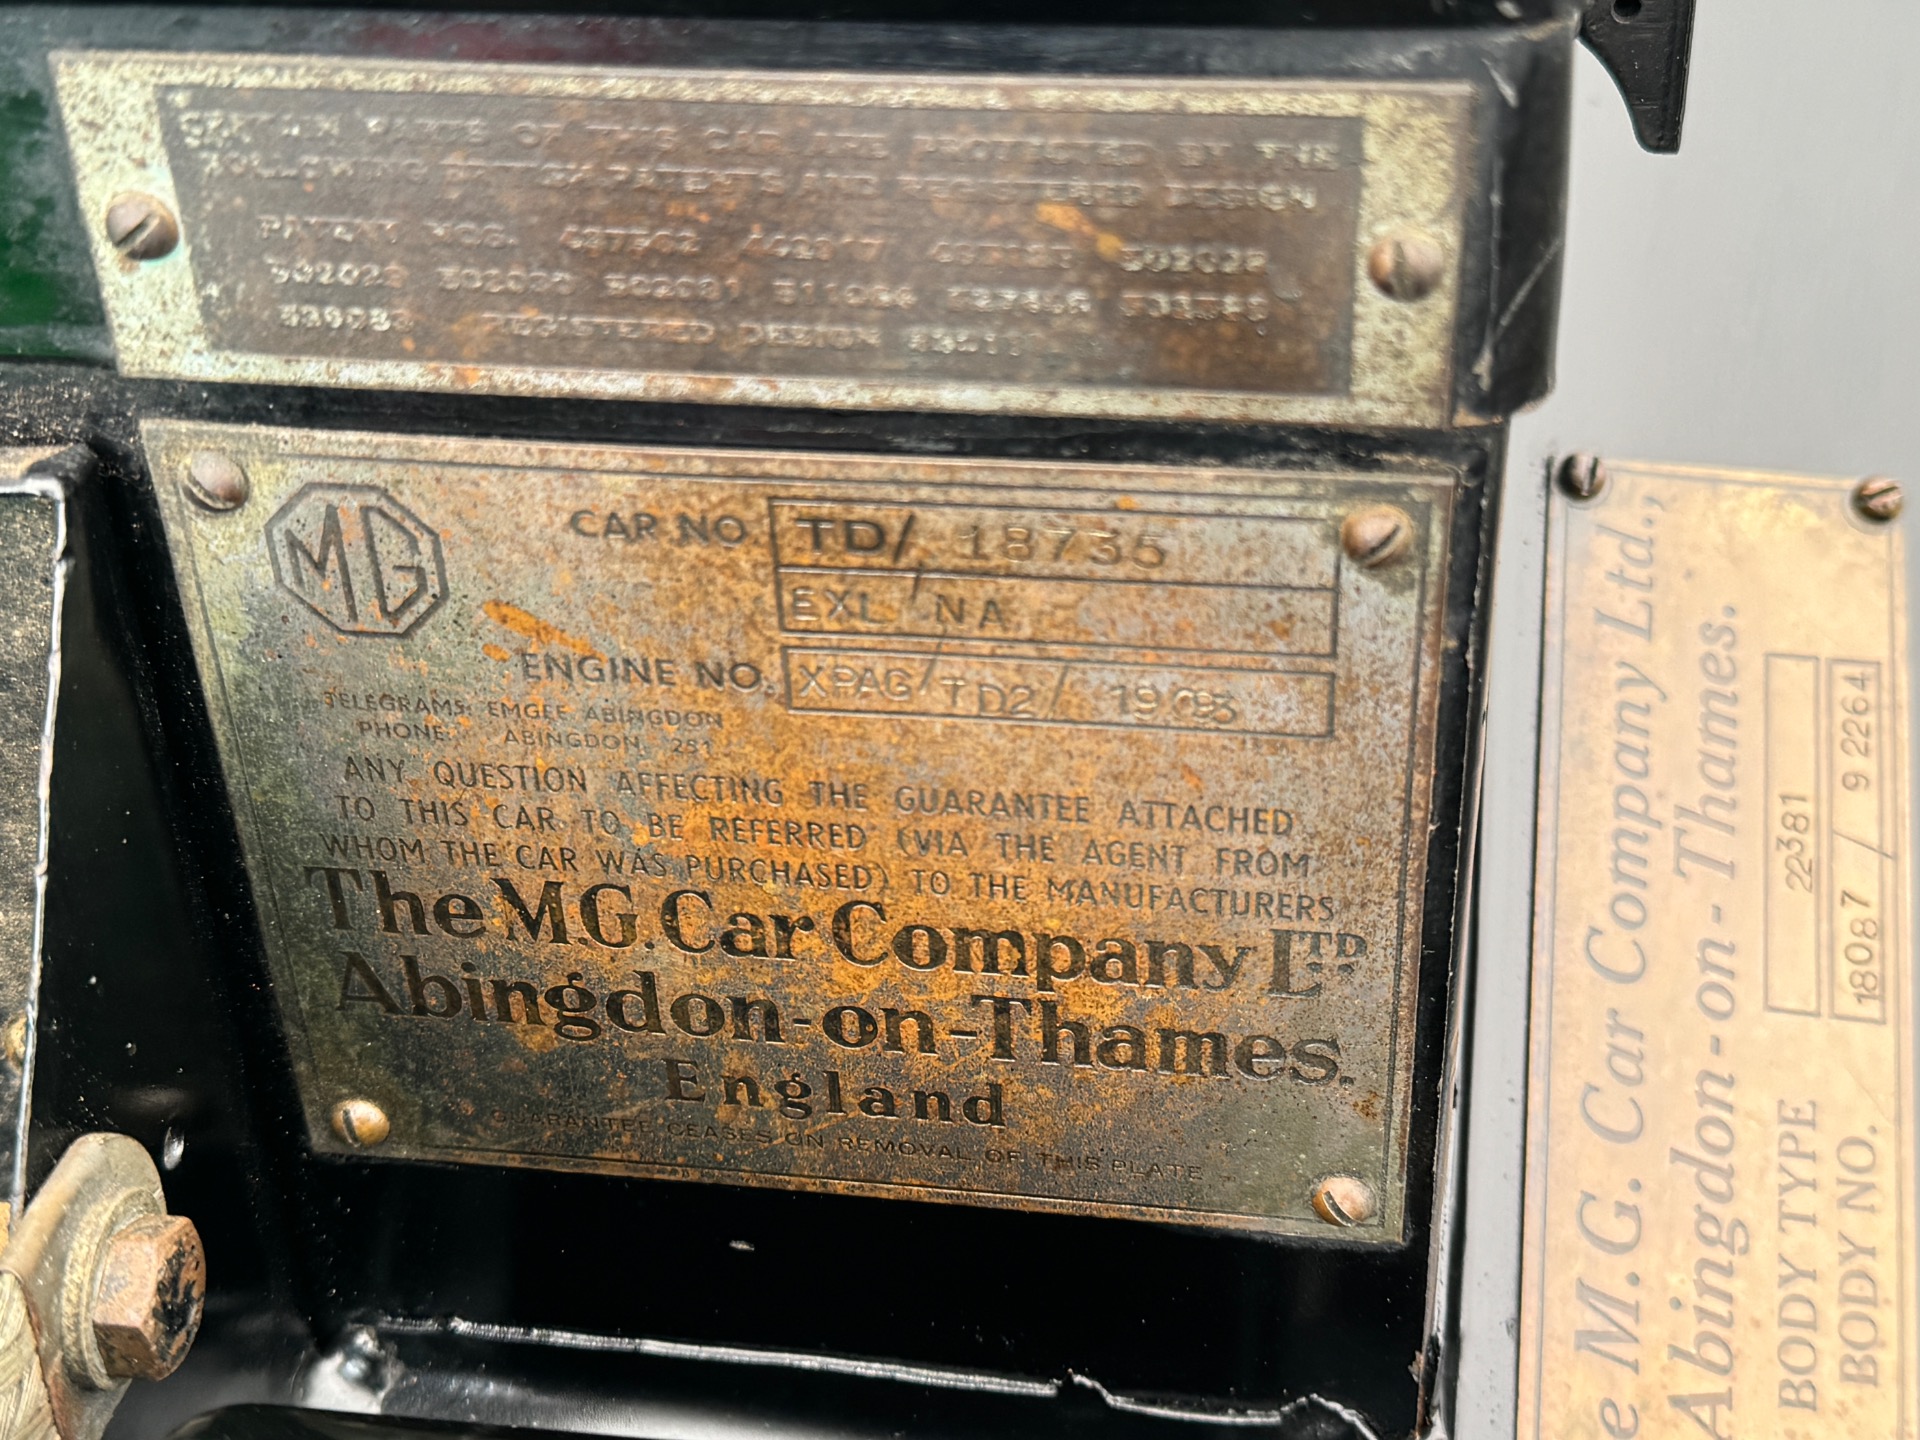 CERTAIN PARTS OF THIS CAR ARE PROTECTED BY THE
FOLLOWING BRITISH PATENTS AND REGISTERED DESIGN
PATENT NOS.
502028
REGISTERED DESIGN
MG
CAR NO TD/ 18735
EXL/NA
ENGINE NO. XPAG/TD2/
TELEGRAMS: EMGEE ABINGDON
PHONE: ABINGDON 251
ANY QUESTION AFFECTING THE GUARANTEE ATTACHED
TO THIS CAR TO BE REFERRED (VIA THE AGENT FROM
WHOM THE CAR WAS PURCHASED) TO THE MANUFACTURERS
The M.G. Car Company LTD
Abingdon-on-Thames.
England
GUARANTEE CEASES ON REMOVAL OF THIS PLATE
M.G. Car Company Ltd.,
Abingdon-on-Thames.
BODY TYPE 22381
BODY NO. 18087/92264